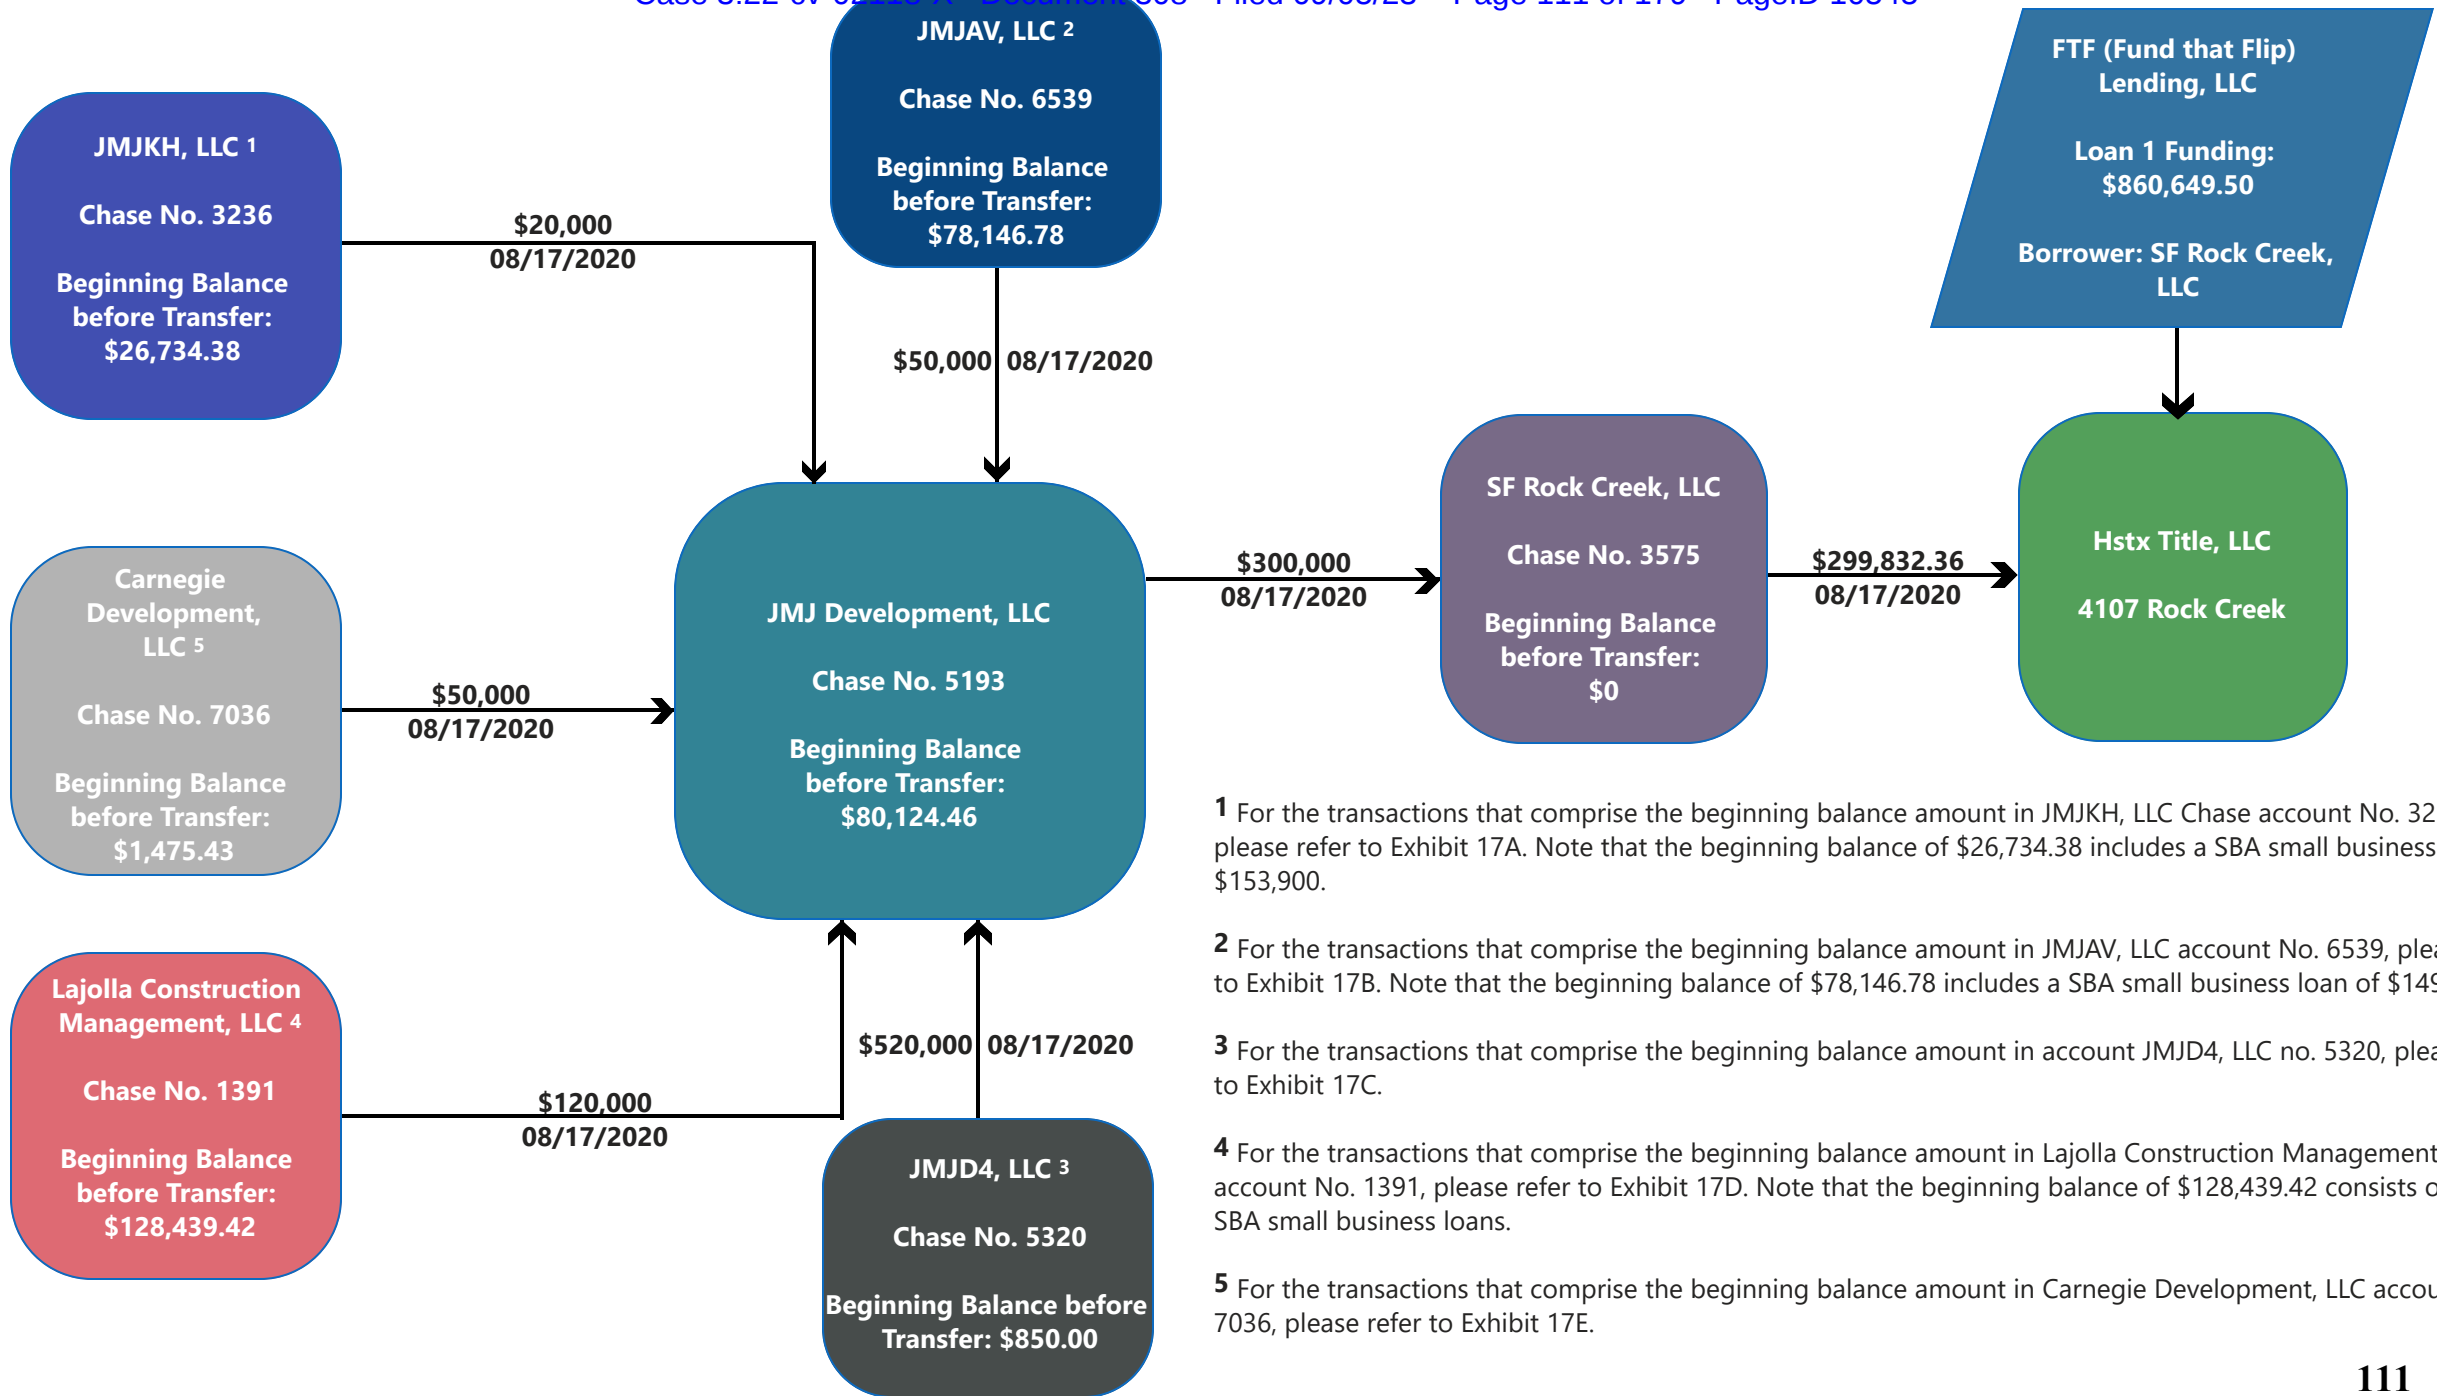 JMJAV, LLC 2
Chase No. 6539
Beginning Balance
before Transfer:
$78,146.78
FTF (Fund that Flip)
Lending, LLC
Loan 1 Funding:
$860,649.50
Borrower: SF Rock Creek,
LLC
JMJKH, LLC 1
Chase No. 3236
Beginning Balance
before Transfer:
$26,734.38
$20,000
08/17/2020
$50,000 08/17/2020
Carnegie
Development,
LLC 5
Chase No. 7036
Beginning Balance
before Transfer:
$1,475.43
$50,000
08/17/2020
JMJ Development, LLC
Chase No. 5193
Beginning Balance
before Transfer:
$80,124.46
$300,000
08/17/2020
SF Rock Creek, LLC
Chase No. 3575
Beginning Balance
before Transfer:
$0
$299,832.36
08/17/2020
Hstx Title, LLC
4107 Rock Creek
Lajolla Construction
Management, LLC 4
Chase No. 1391
Beginning Balance
before Transfer:
$128,439.42
$120,000
08/17/2020
$520,000 08/17/2020
JMJD4, LLC 3
Chase No. 5320
Beginning Balance before
Transfer: $850.00
1 For the transactions that comprise the beginning balance amount in JMJKH, LLC Chase account No. 32
please refer to Exhibit 17A. Note that the beginning balance of $26,734.38 includes a SBA small business
$153,900.
2 For the transactions that comprise the beginning balance amount in JMJAV, LLC account No. 6539, plea
to Exhibit 17B. Note that the beginning balance of $78,146.78 includes a SBA small business loan of $149
3 For the transactions that comprise the beginning balance amount in account JMJD4, LLC no. 5320, plea
to Exhibit 17C.
4 For the transactions that comprise the beginning balance amount in Lajolla Construction Management
account No. 1391, please refer to Exhibit 17D. Note that the beginning balance of $128,439.42 consists o
SBA small business loans.
5 For the transactions that comprise the beginning balance amount in Carnegie Development, LLC accou
7036, please refer to Exhibit 17E.
111